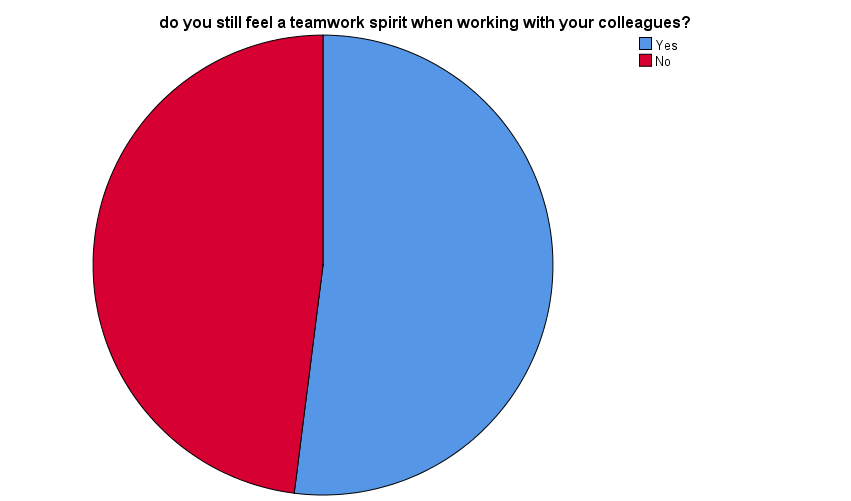 do you still feel a teamwork spirit when working with your colleagues?
Yes
No